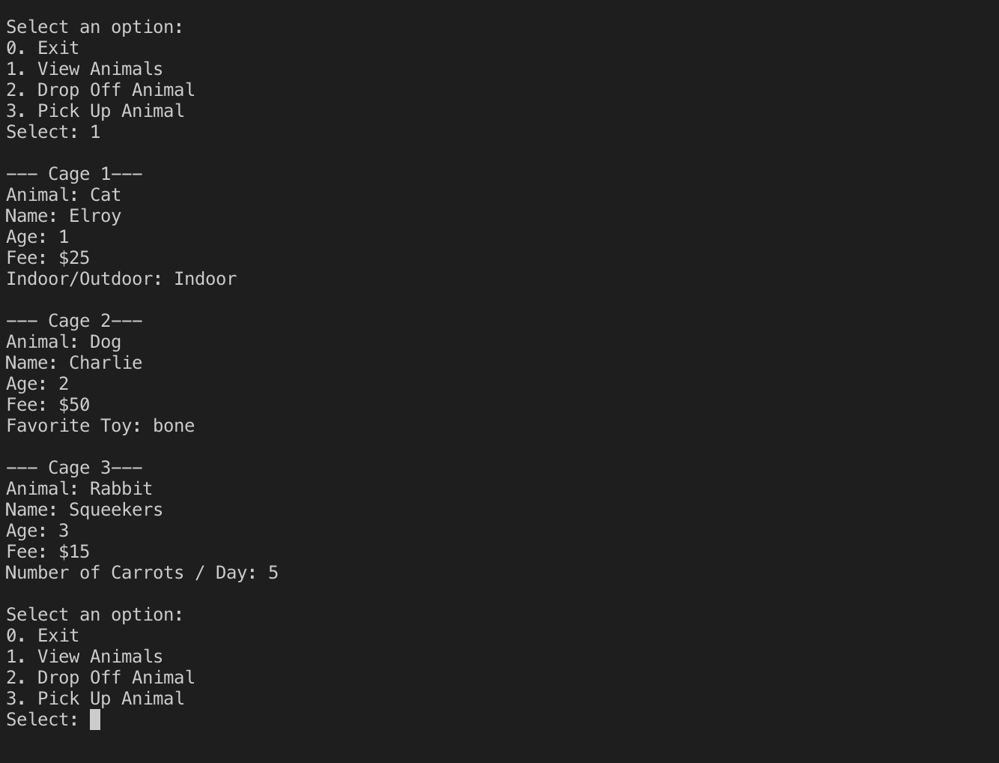 Select an option:
0. Exit
1. View Animals
2. Drop Off Animal
3. Pick Up Animal
Select: 1
--- Cage 1---
Animal: Cat
Name: Elroy
Age: 1
Fee: $25
Indoor/Outdoor: Indoor
--- Cage 2---
Animal: Dog
Name: Charlie
Age: 2
Fee: $50
Favorite Toy: bone
--- Cage 3---
Animal: Rabbit
Name: Squeekers
Age: 3
Fee: $15
Number of Carrots / Day: 5
Select an option:
0. Exit
1. View Animals
2. Drop Off Animal
3. Pick Up Animal
Select: